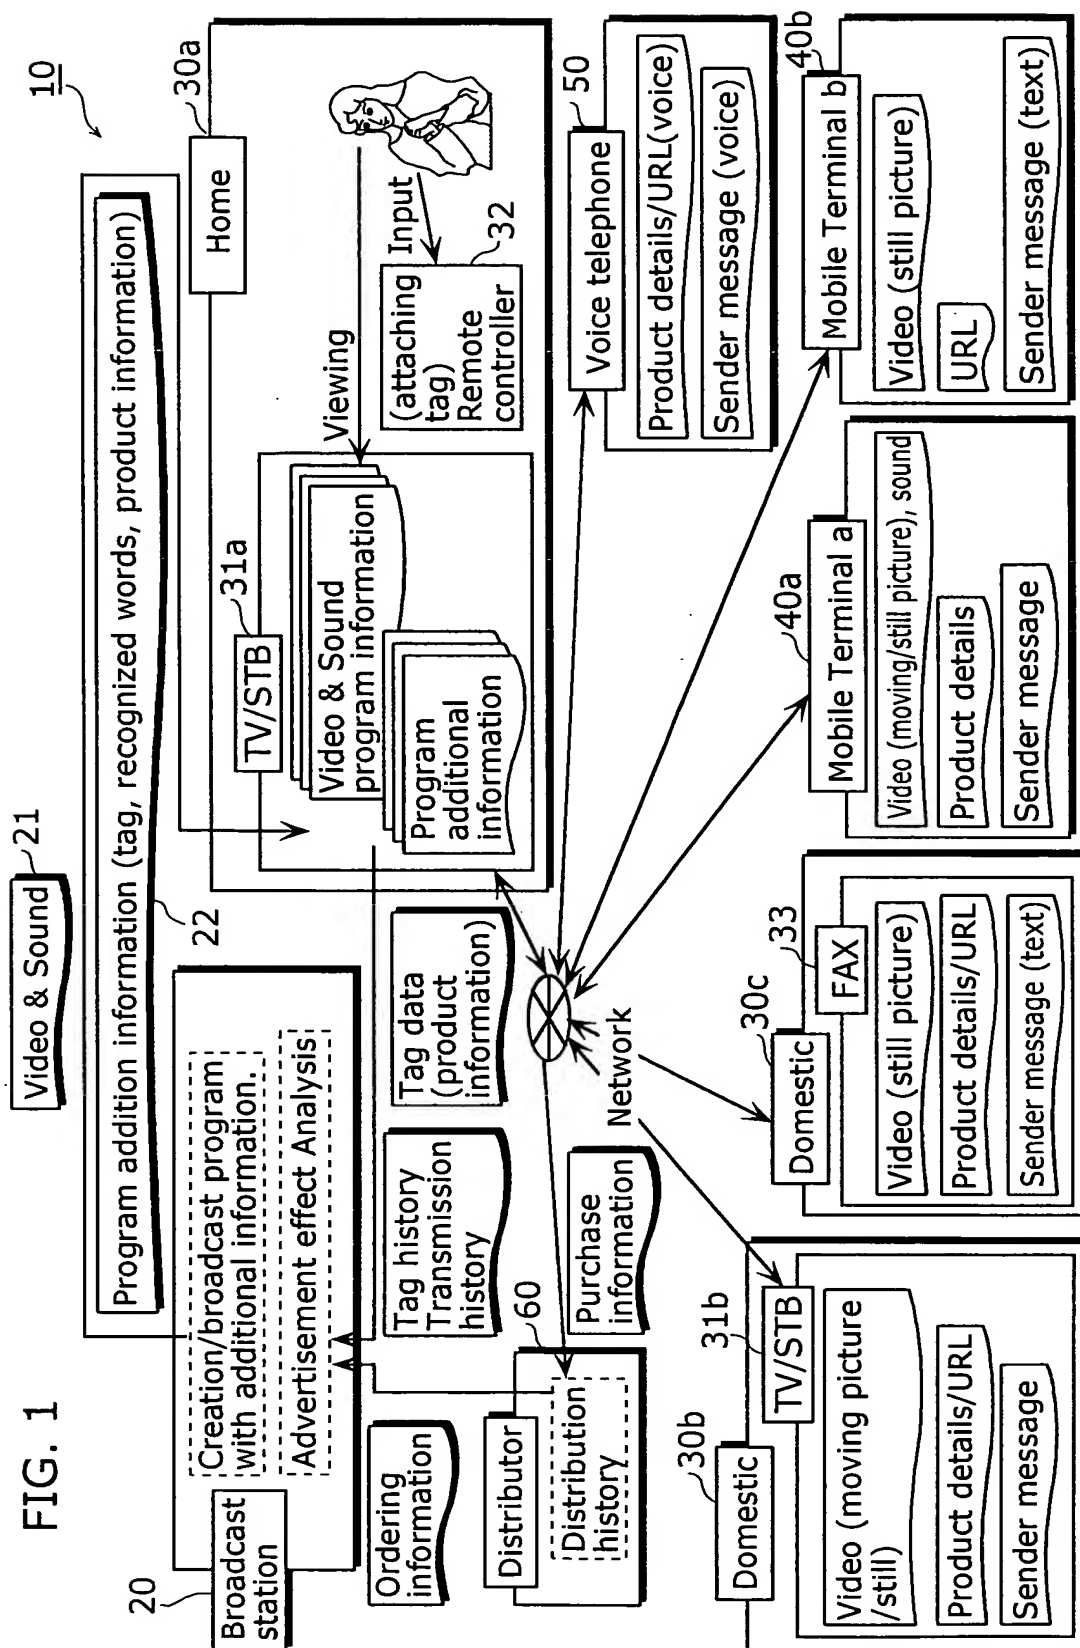 FIG. 1
10
20
Broadcast
station
Creation/broadcast program
with additional information.
Advertisement effect Analysis
Video & Sound
21
Program addition information (tag, recognized words, product information)
22
Home
30a
TV/STB
31a
Video & Sound
program information
Program
additional
information
Viewing
Input
(attaching
tag)
Remote
controller
32
Ordering
information
Tag history
Transmission
history
Tag data
(product
information)
Distributor
60
Distribution
history
Purchase
information
Network
Voice telephone
50
Product details/URL(voice)
Sender message (voice)
Domestic
30b
TV/STB
31b
Video (moving picture
/still)
Product details/URL
Sender message
Domestic
30c
FAX
33
Video (still picture)
Product details/URL
Sender message (text)
Mobile Terminal a
40a
Video (moving/still picture), sound
Product details
Sender message
Mobile Terminal b
40b
Video (still picture)
URL
Sender message (text)